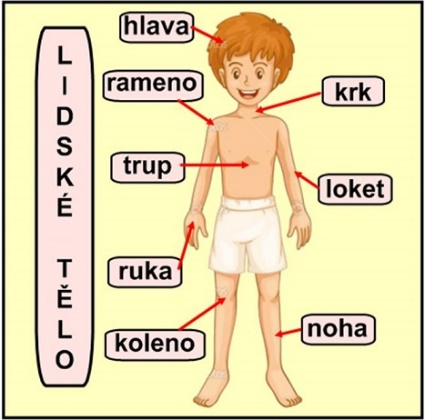 LIDSKÉ TĚLO
hlava
rameno
krk
trup
loket
ruka
koleno
noha